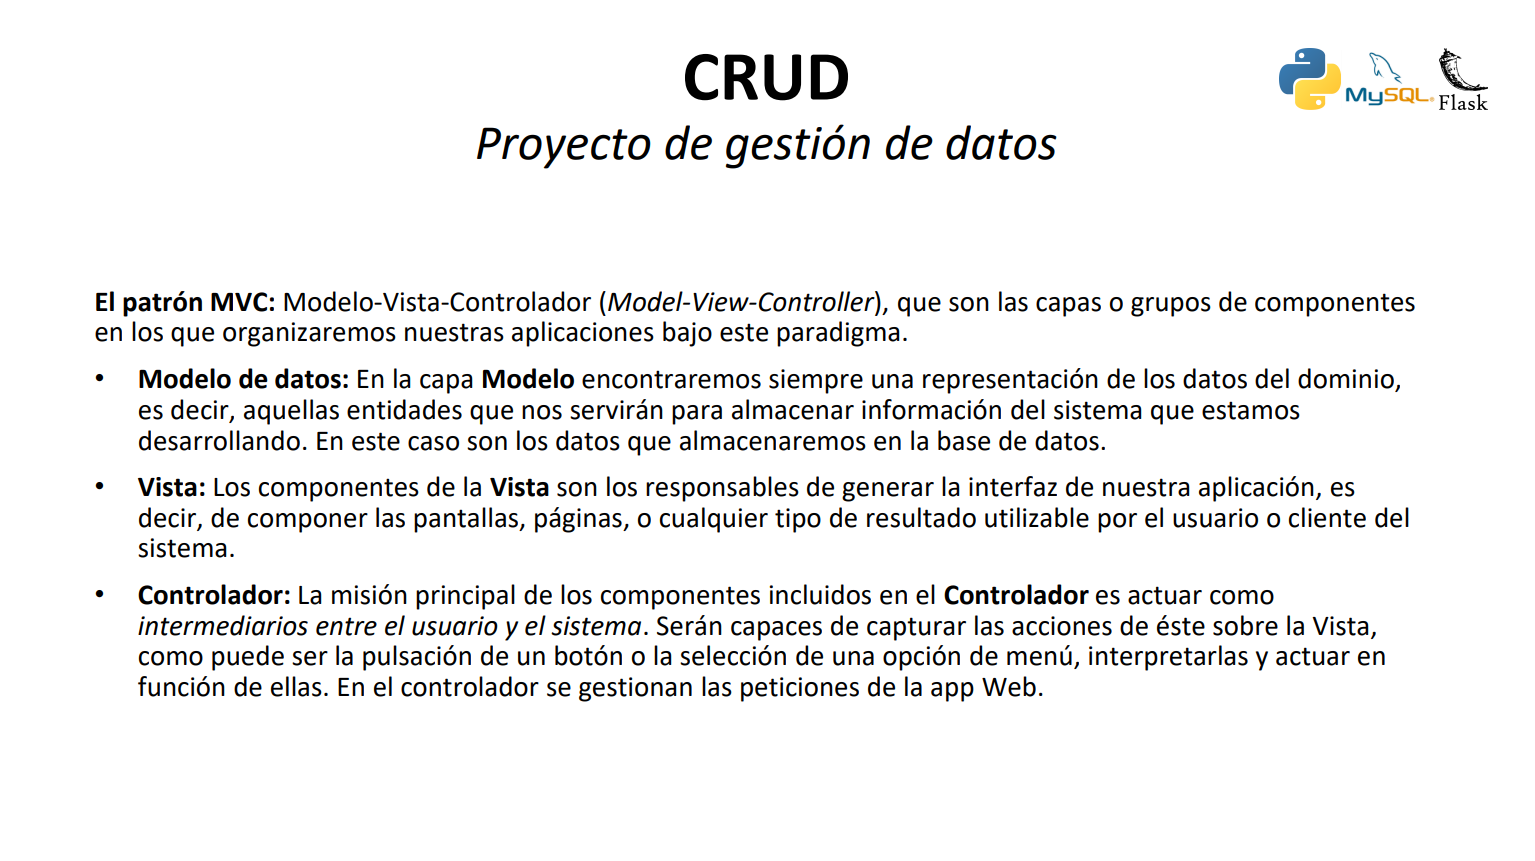 CRUD
Proyecto de gestión de datos
MySQL®
Flask
El patrón MVC: Modelo-Vista-Controlador (Model-View-Controller), que son las capas o grupos de componentes
en los que organizaremos nuestras aplicaciones bajo este paradigma.
• Modelo de datos: En la capa Modelo encontraremos siempre una representación de los datos del dominio,
es decir, aquellas entidades que nos servirán para almacenar información del sistema que estamos
desarrollando. En este caso son los datos que almacenaremos en la base de datos.
• Vista: Los componentes de la Vista son los responsables de generar la interfaz de nuestra aplicación, es
decir, de componer las pantallas, páginas, o cualquier tipo de resultado utilizable por el usuario o cliente del
sistema.
• Controlador: La misión principal de los componentes incluidos en el Controlador es actuar como
intermediarios entre el usuario y el sistema. Serán capaces de capturar las acciones de éste sobre la Vista,
como puede ser la pulsación de un botón o la selección de una opción de menú, interpretarlas y actuar en
función de ellas. En el controlador se gestionan las peticiones de la app Web.